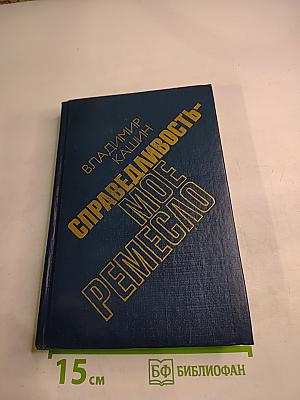 ВЛАДИМИР
КАШИН
СПРАВЕДЛИВОСТЬ-
МОЕ
РЕМЕСЛО
15 см
БФ БИБЛИОФАН